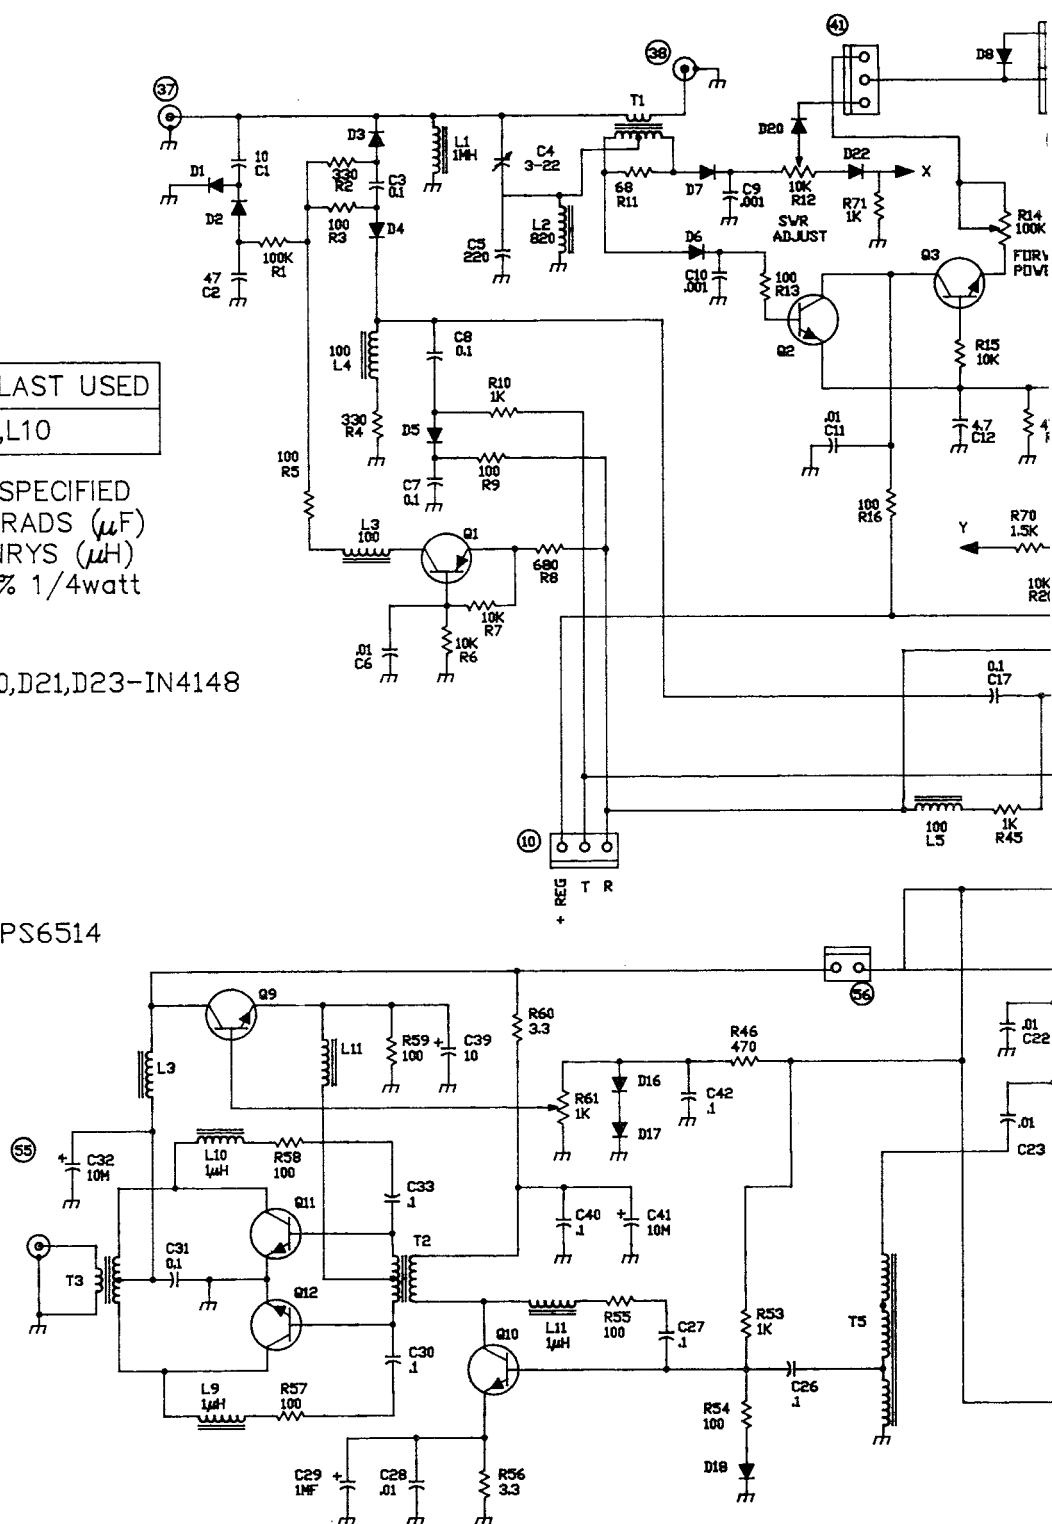 41
38
D8
37
T1
D3
L1
1MH
C4
3-22
D20
D22
X
10
C1
D1
330
R2
C3
0.1
68
R11
D7
C9
.001
10K
R12
SWR
ADJUST
R71
1K
R14
100K
D2
100
R3
D4
L2
820
C5
220
D6
C10
.001
100
R13
Q3
FORW
POWE
100K
R1
47
C2
Q2
R15
10K
100
L4
C8
0.1
LAST USED
,L10
R10
1K
330
R4
D5
.01
C11
4.7
C12
100
R5
C7
0.1
100
R9
SPECIFIED
RADS (μF)
NRYS (μH)
% 1/4watt
100
R16
L3
100
Q1
680
R8
Y
R70
1.5K
10K
R20
10K
R7
.01
C6
10K
R6
0,D21,D23-IN4148
0.1
C17
10
100
L5
1K
R45
+ REG
T
R
PS6514
56
Q9
R60
3.3
R46
470
.01
C22
L3
L11
R59
100
+
C39
10
R61
1K
D16
D17
C42
.1
.01
C23
55
+
C32
10M
L10
1μH
R58
100
C33
.1
Q11
C40
.1
+
C41
10M
T2
C31
0.1
T3
Q12
R53
1K
T5
C30
.1
Q10
L11
1μH
R55
100
C27
.1
C26
.1
L9
1μH
R57
100
R54
100
D18
C29
1MF
+
C28
.01
R56
3.3